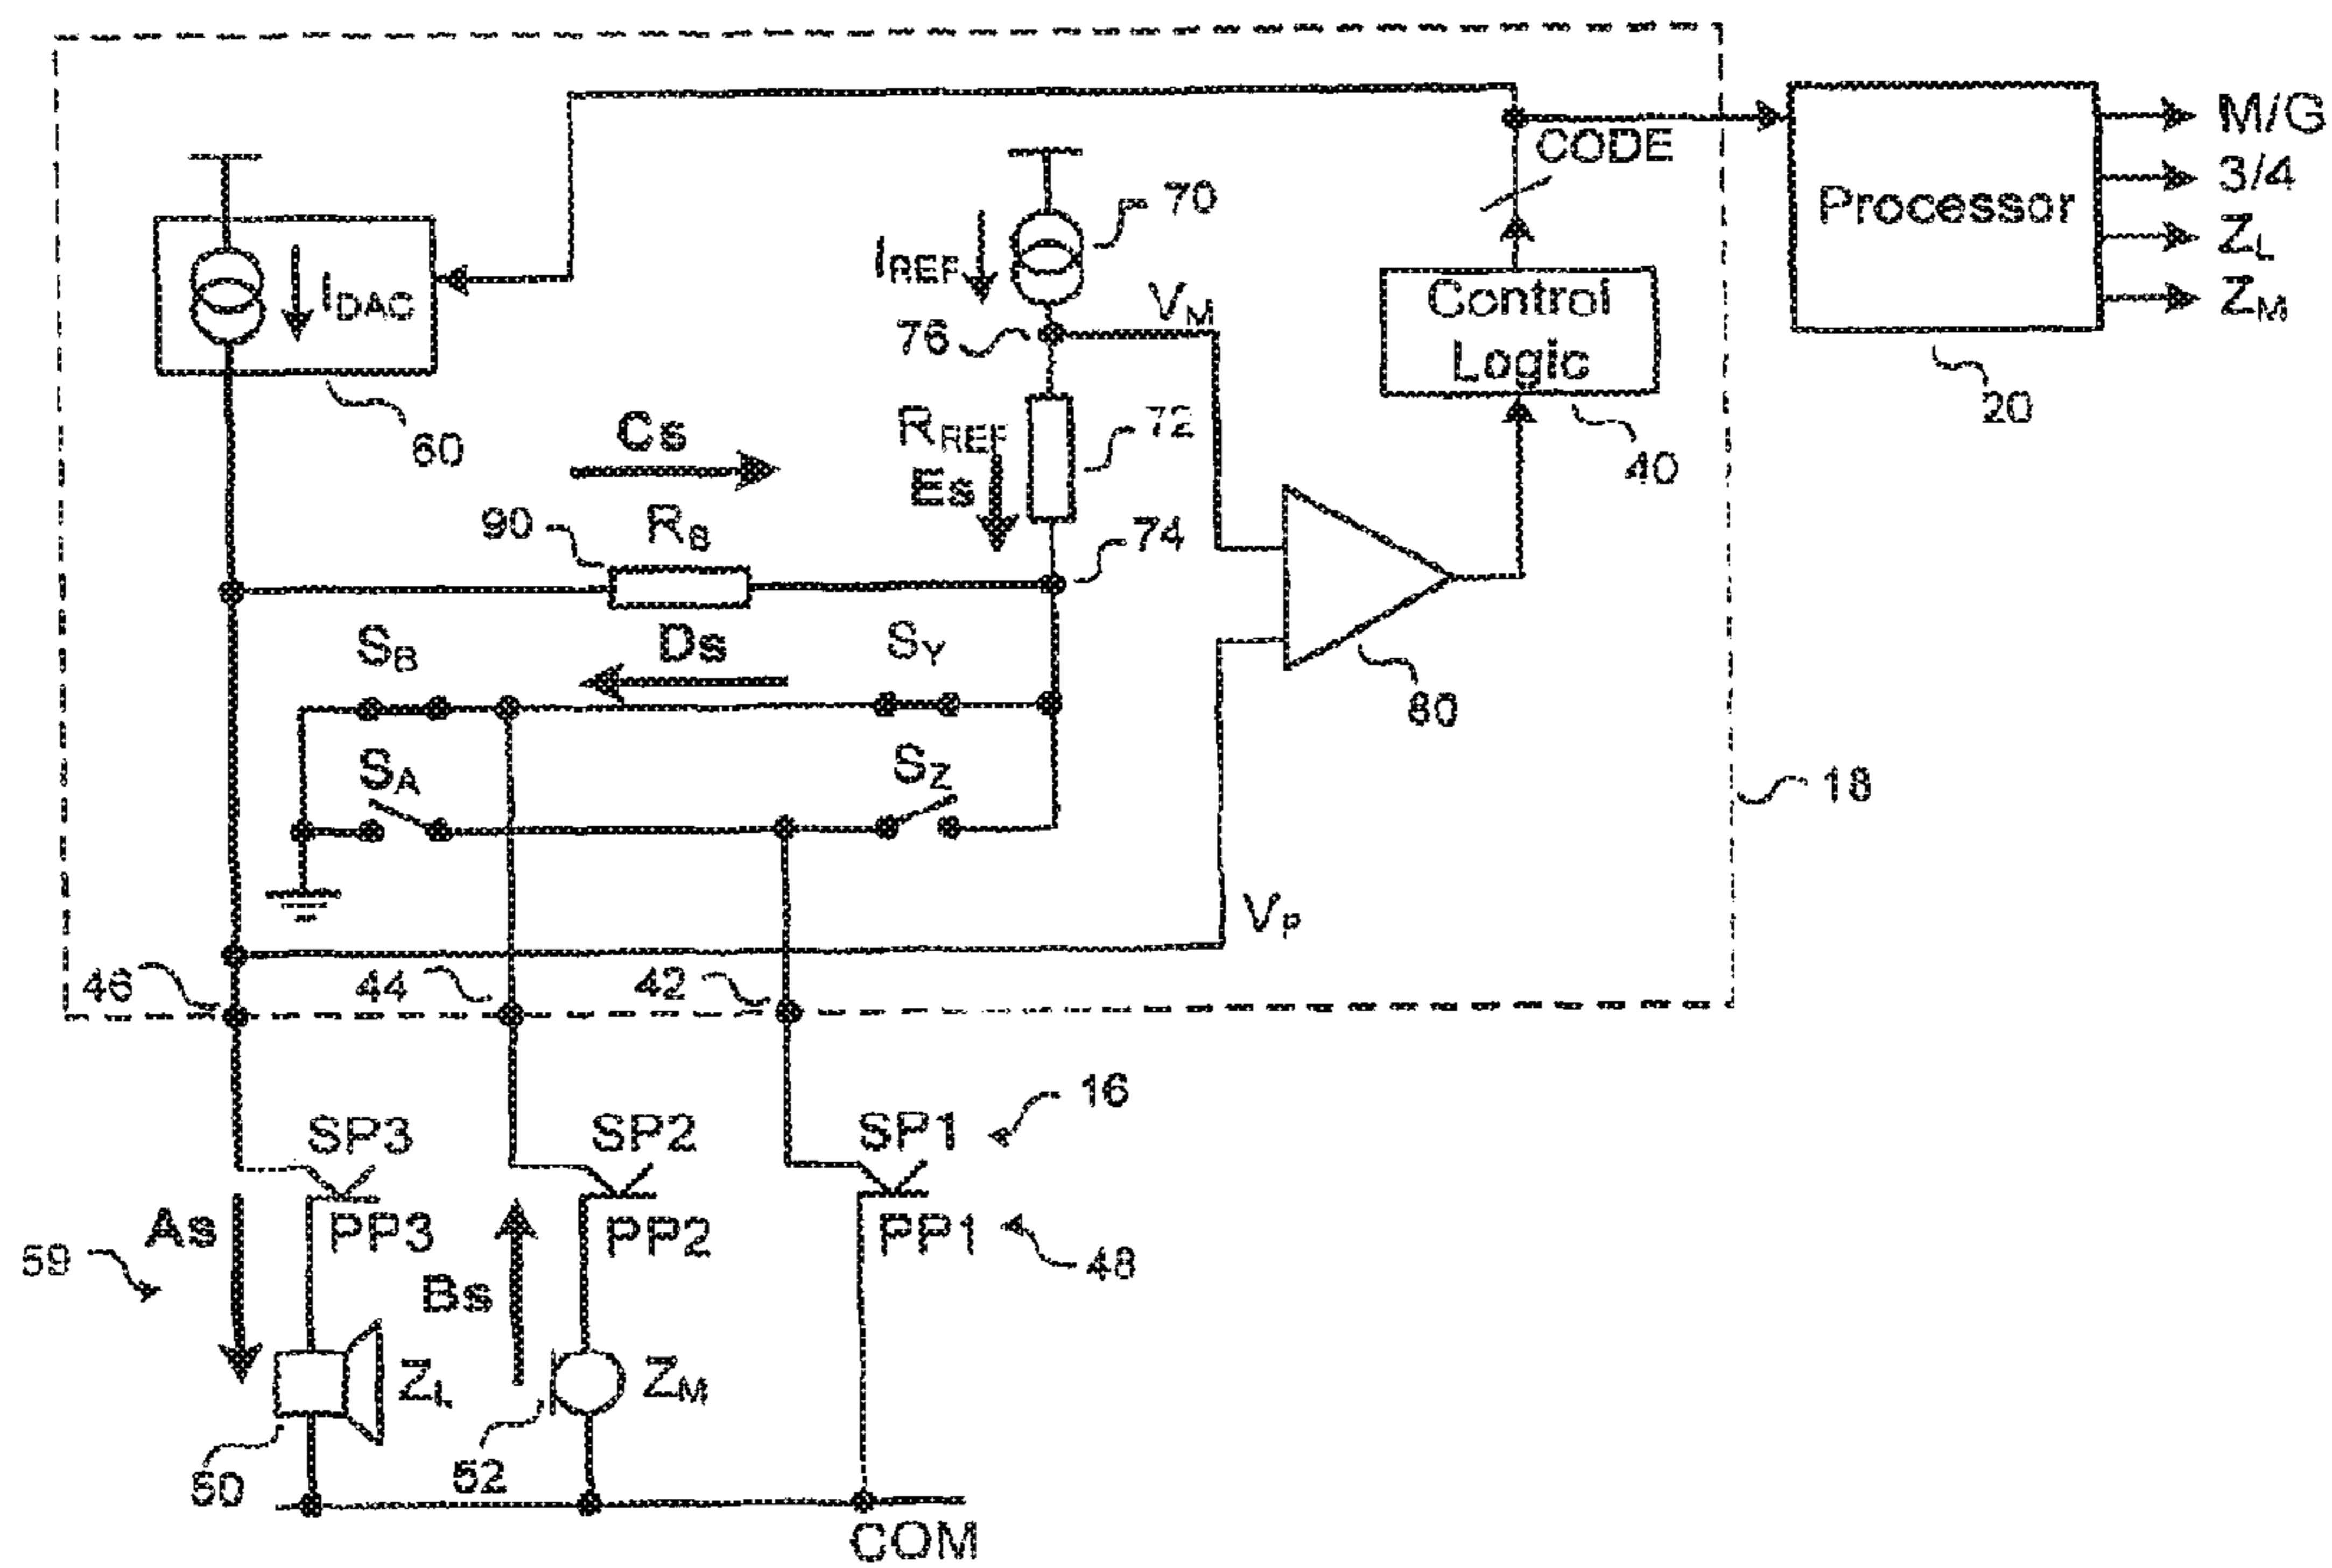 M/G
CODE
3/4
Processor
70
I_REF
Z_L
I_DAC
V_M
Control
Logic
Z_M
76
20
60
Cs
R_REF
72
40
Es
90
R_B
74
S_B
Ds
S_Y
80
S_A
S_Z
18
V_P
46
44
42
SP3
SP2
SP1
16
As
PP3
PP2
PP1
48
59
Bs
Z_L
Z_M
50
52
COM